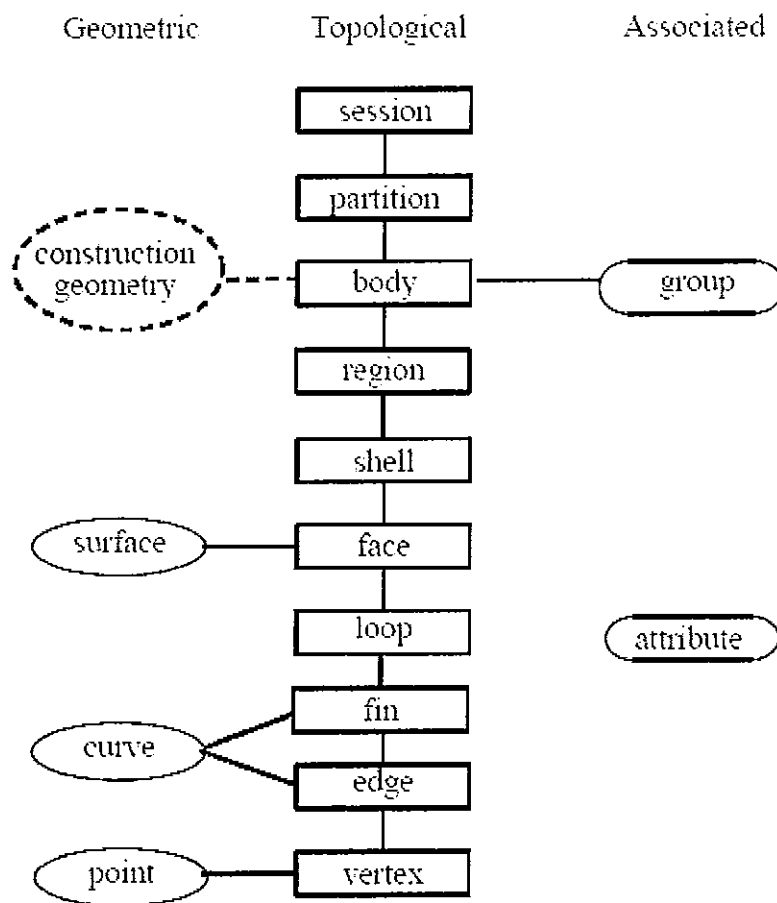 Geometric Topological Associated
session
partition
construction
geometry
body
group
region
shell
surface
face
loop
attribute
fin
curve
edge
point
vertex